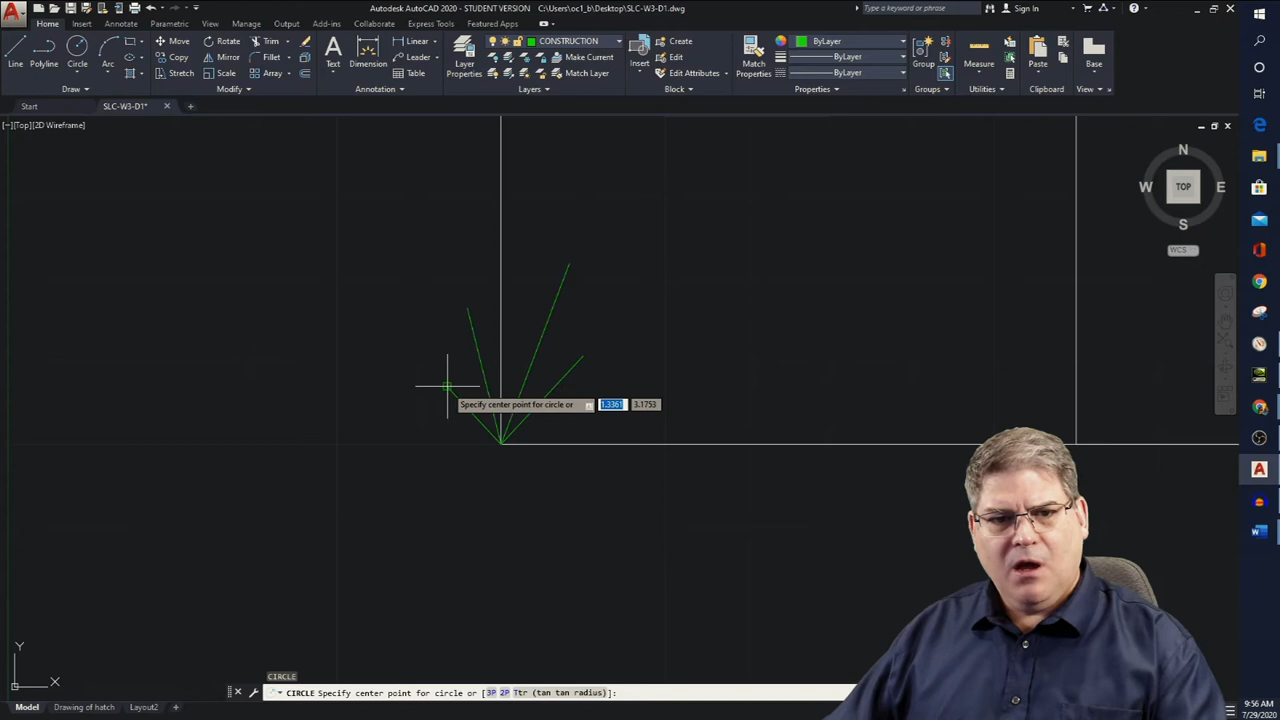 Autodesk AutoCAD 2020 - STUDENT VERSION C:\Users\oc1_b\Desktop\SLC-W3-D1.dwg
Type a keyword or phrase
Sign In
Home Insert Annotate Parametric View Manage Output Add-ins Collaborate Express Tools Featured Apps
Line Polyline Circle Arc
Move Rotate Trim
Copy Mirror Fillet
Stretch Scale Array
Text Dimension
Linear
Leader
Table
Layer Properties
CONSTRUCTION
Make Current
Match Layer
Insert
Create
Edit
Edit Attributes
Match Properties
ByLayer
ByLayer
ByLayer
Group
Measure
Paste
Base
Draw Modify Annotation Layers Block Properties Groups Utilities Clipboard View
Start SLC-W3-D1*
[−][Top][2D Wireframe]
N
W TOP E
S
WCS
Specify center point for circle or 1.3361 3.1753
Y
X
CIRCLE
CIRCLE Specify center point for circle or [3P 2P Ttr (tan tan radius)]:
Model Drawing of hatch Layout2 +
9:56 AM
7/29/2020